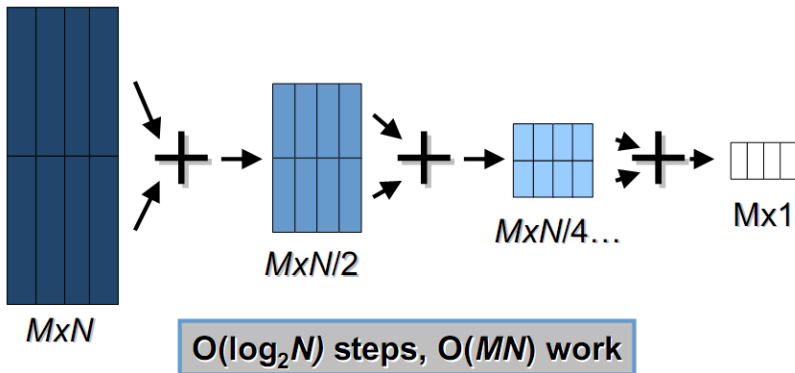 MxN
MxN/2
MxN/4…
Mx1
O(log₂N) steps, O(MN) work